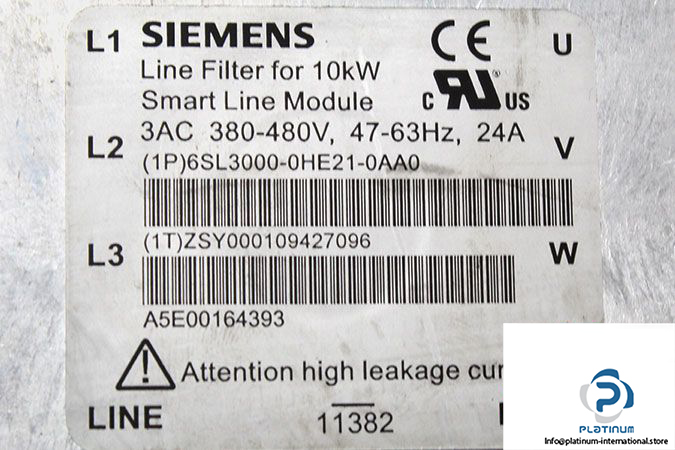 L1 SIEMENS CE U
Line Filter for 10kW
Smart Line Module
C US
L2 3AC 380-480V, 47-63Hz, 24A V
(1P)6SL3000-0HE21-0AA0
L3 (1T)ZSY000109427096 W
A5E00164393
Attention high leakage
LINE 11382
PLATINUM
Info@platinum-international.store